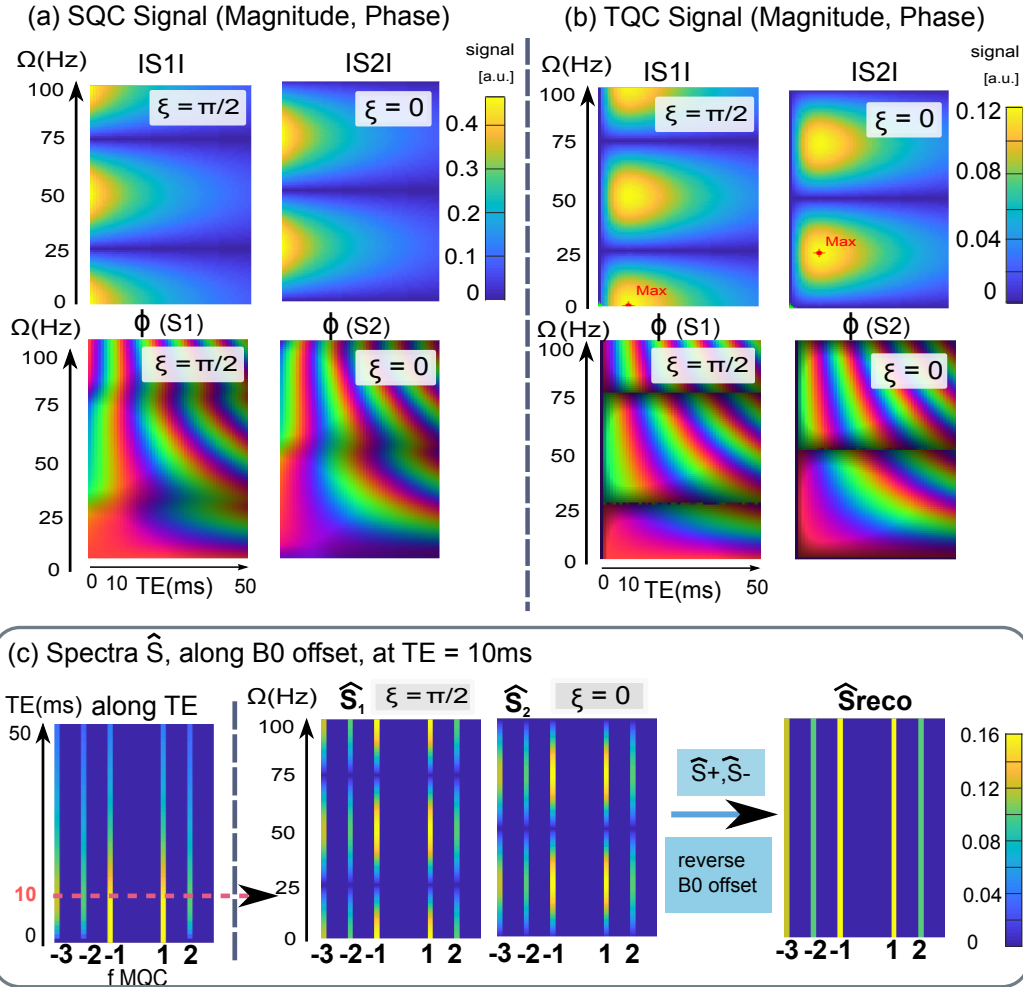 (a) SQC Signal (Magnitude, Phase)
Ω(Hz) IS1I IS2I signal
[a.u.]
100 ξ = π/2 ξ = 0
75 0.4
50 0.3
25 0.2
0.1
0 0
Ω(Hz) ϕ (S1) ϕ (S2)
100 ξ = π/2 ξ = 0
75
50
25
0
0 10 TE(ms) 50
(b) TQC Signal (Magnitude, Phase)
Ω(Hz) IS1I IS2I signal
[a.u.]
100 ξ = π/2 ξ = 0 0.12
75
50 0.08
25 Max 0.04
0 Max 0
Ω(Hz) ϕ (S1) ϕ (S2)
100 ξ = π/2 ξ = 0
75
50
25
0
0 10 TE(ms) 50
(c) Spectra Ŝ, along B0 offset, at TE = 10ms
TE(ms) along TE
50
10
0
-3 -2 -1 1 2
f MQC
Ω(Hz) Ŝ₁ ξ = π/2 Ŝ₂ ξ = 0
100
75
50
25
0
-3 -2 -1 1 2 -3 -2 -1 1 2
Ŝ+,Ŝ-
reverse
B0 offset
Ŝreco
0.16
0.12
0.08
0.04
0
-3 -2 -1 1 2